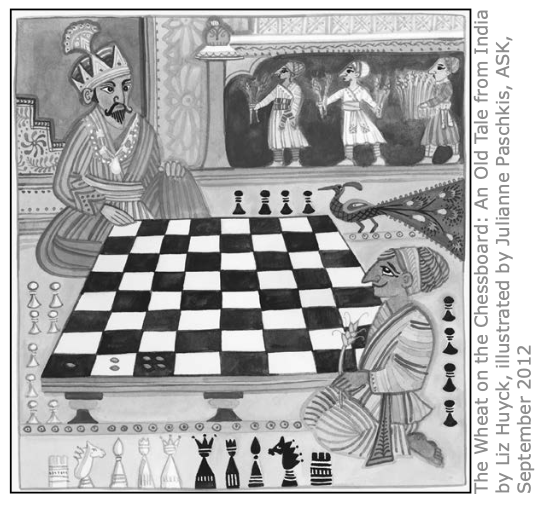 The Wheat on the Chessboard: An Old Tale from India
by Liz Huyck, illustrated by Julianne Paschkis, ASK,
September 2012